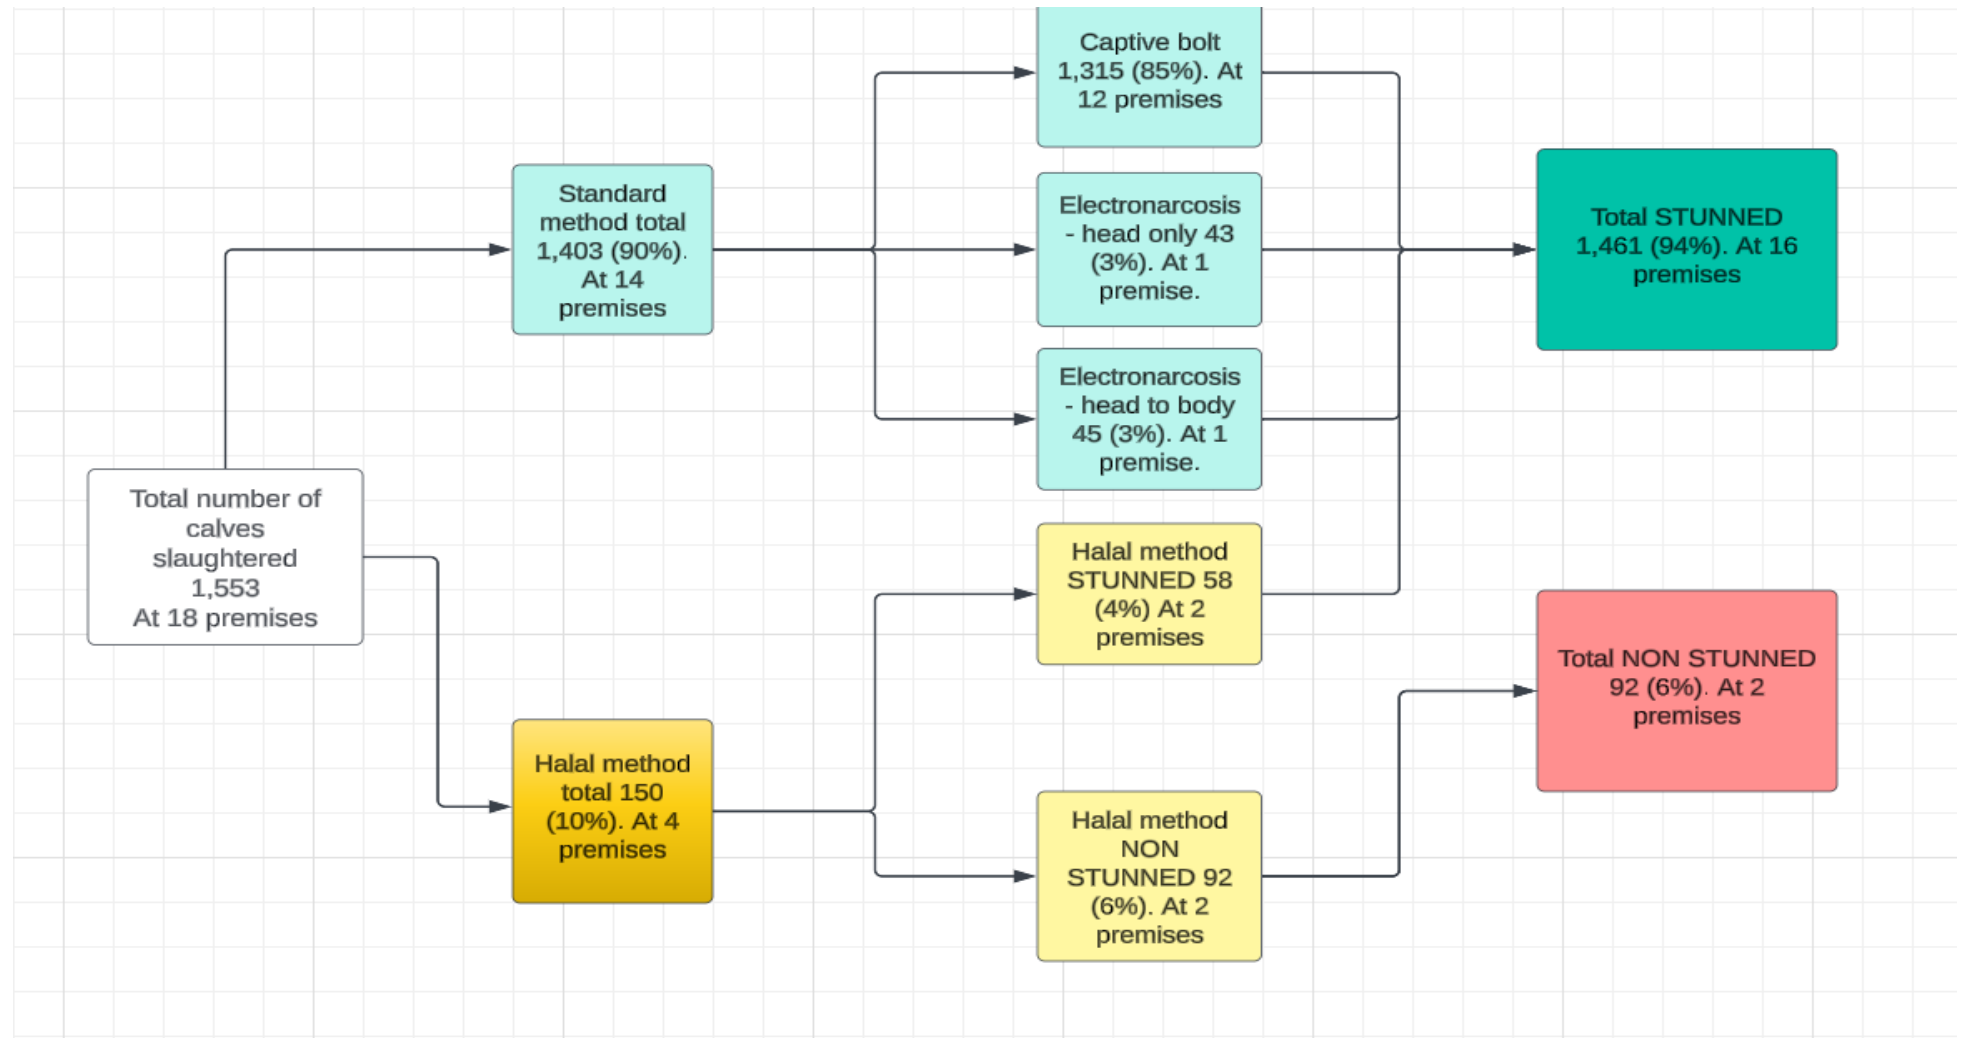 Captive bolt
1,315 (85%). At
12 premises
Standard
method total
1,403 (90%).
At 14
premises
Electronarcosis
- head only 43
(3%). At 1
premise.
Total STUNNED
1,461 (94%). At 16
premises
Electronarcosis
- head to body
45 (3%). At 1
premise.
Total number of
calves
slaughtered
1,553
At 18 premises
Halal method
STUNNED 58
(4%) At 2
premises
Total NON STUNNED
92 (6%). At 2
premises
Halal method
total 150
(10%). At 4
premises
Halal method
NON
STUNNED 92
(6%). At 2
premises